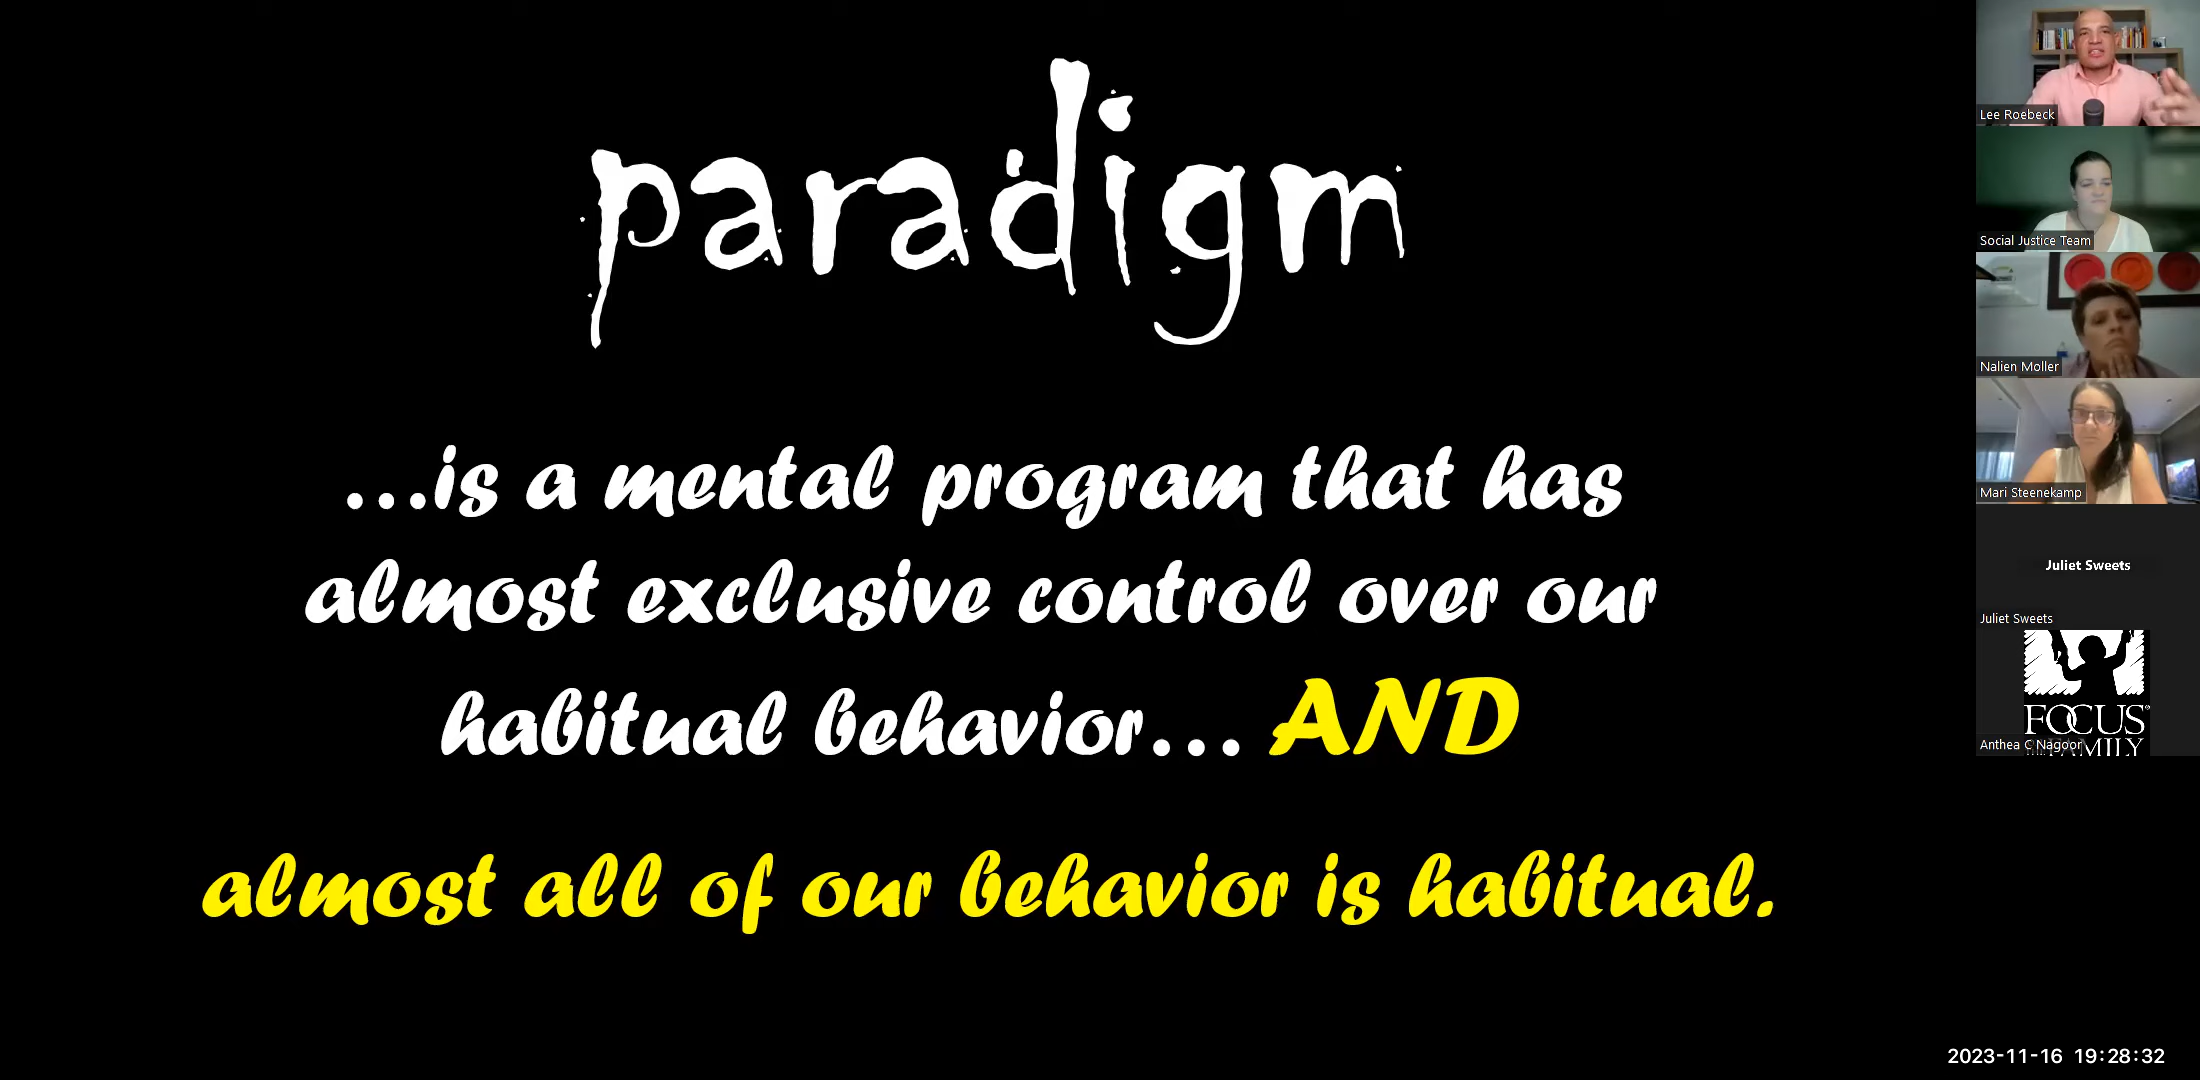 paradigm
...is a mental program that has
almost exclusive control over our
habitual behavior... AND
almost all of our behavior is habitual.
Lee Roebeck
Social Justice Team
Nalien Moller
Mari Steenekamp
Juliet Sweets
Juliet Sweets
FOCUS®
Anthea C Nagoor
FAMILY
2023-11-16 19:28:32